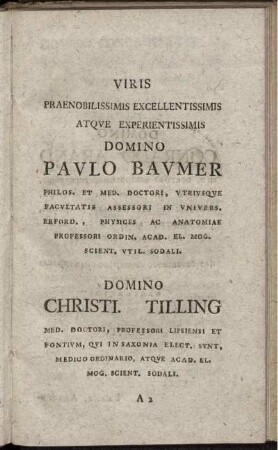 VIRIS
PRAENOBILISSIMIS EXCELLENTISSIMIS
ATQVE EXPERIENTISSIMIS
DOMINO
PAVLO BAVMER
PHILOS. ET MED. DOCTORI, VTRIVSQVE
FACVLTATIS ASSESSORI IN VNIVERS.
ERFORD., PHYSICES AC ANATOMIAE
PROFESSORI ORDIN. ACAD. EL. MOG.
SCIENT. VTIL. SODALI.
DOMINO
CHRISTI. TILLING
MED. DOCTORI, PROFESSORI LIPSIENSI ET
FONTIVM, QVI IN SAXONIA ELECT. SVNT,
MEDICO ORDINARIO, ATQVE ACAD. EL.
MOG. SCIENT. SODALI.
A 2